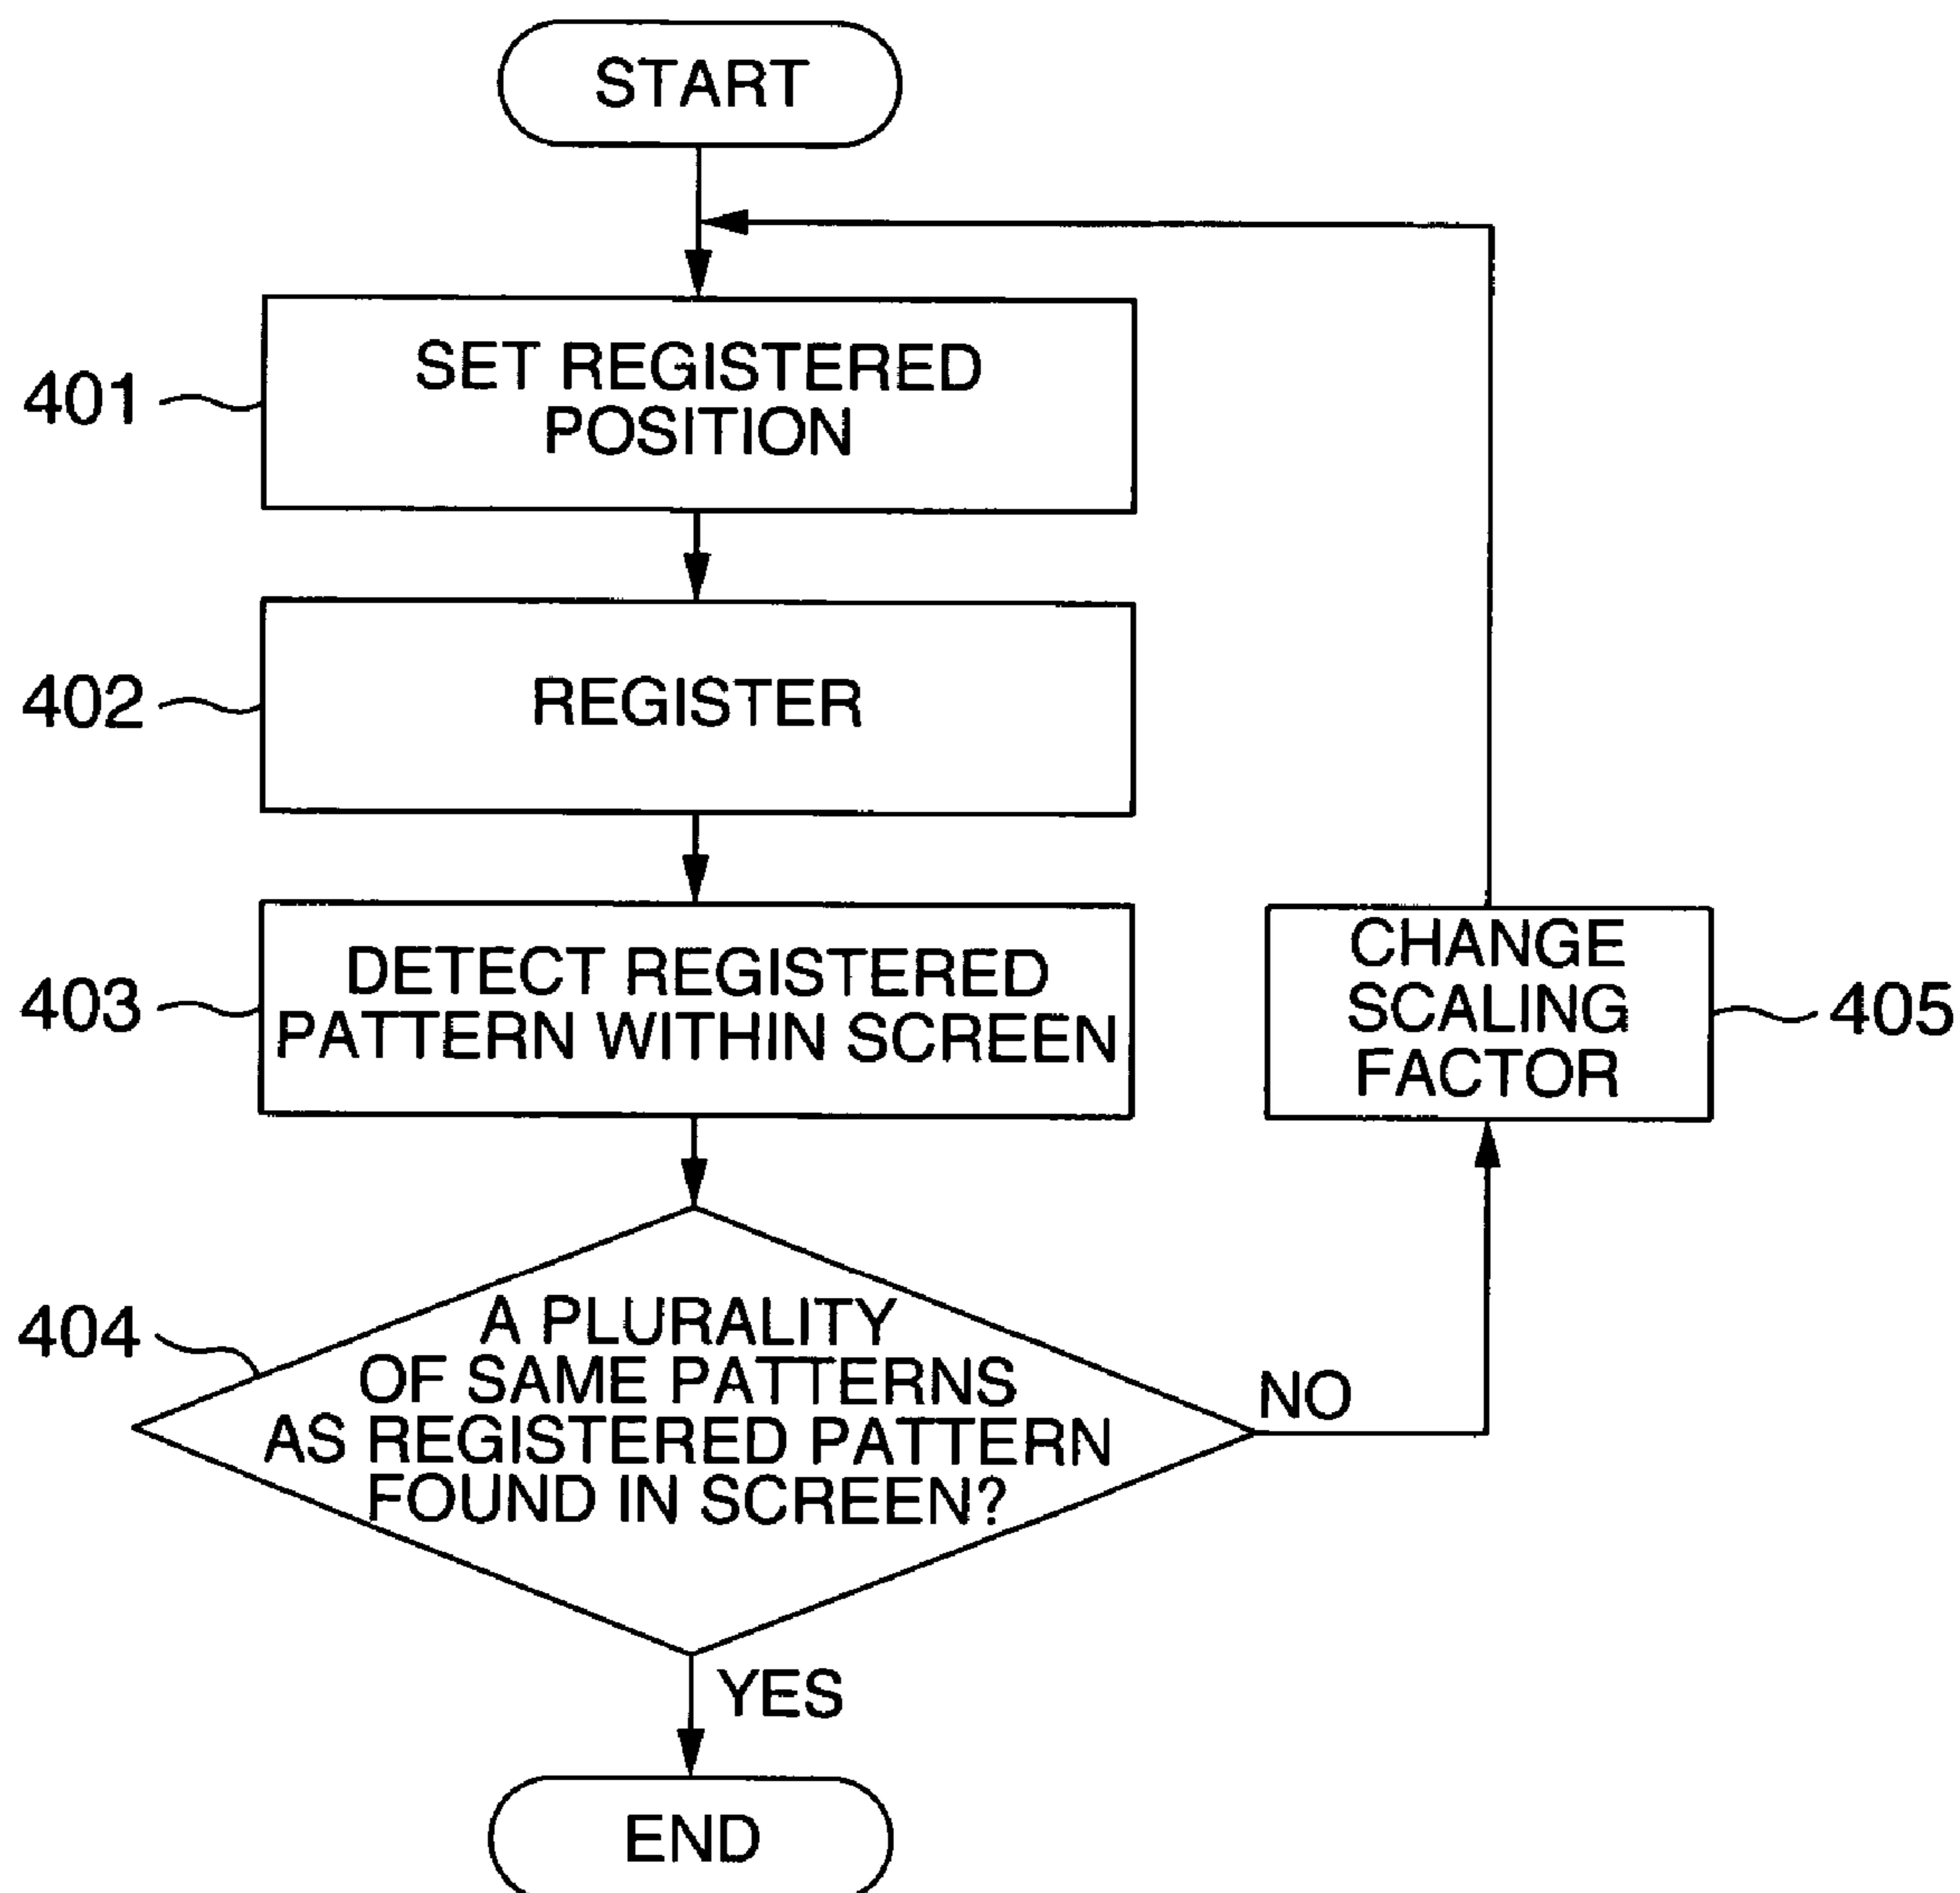 START
401
SET REGISTERED
POSITION
402
REGISTER
403
DETECT REGISTERED
PATTERN WITHIN SCREEN
CHANGE
SCALING
FACTOR
405
404
A PLURALITY
OF SAME PATTERNS
AS REGISTERED PATTERN
FOUND IN SCREEN?
NO
YES
END